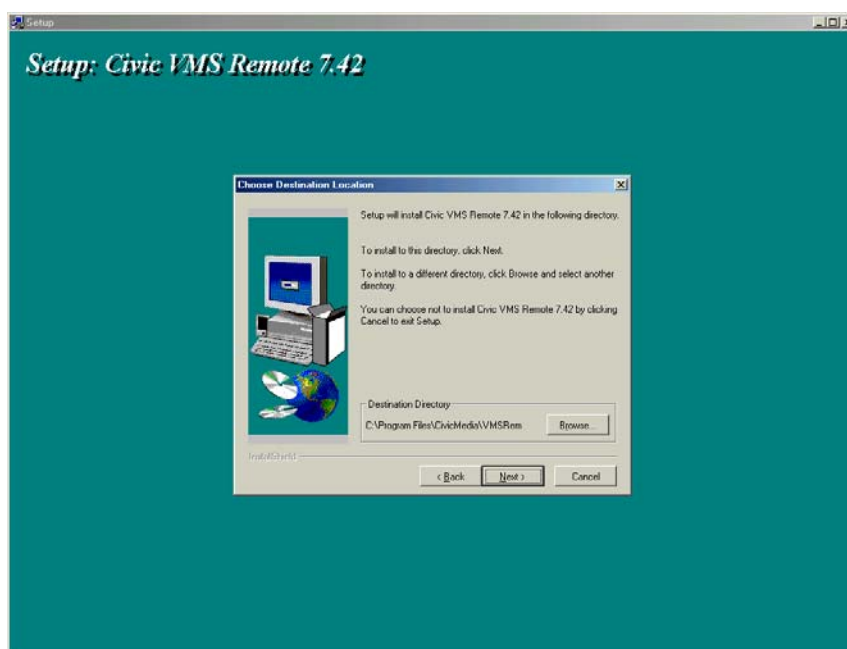 Setup
Setup: Civic VMS Remote 7.42
Choose Destination Location
Setup will install Civic VMS Remote 7.42 in the following directory.
To install to this directory, click Next.
To install to a different directory, click Browse and select another
directory.
You can choose not to install Civic VMS Remote 7.42 by clicking
Cancel to exit Setup.
Destination Directory
C:\Program Files\CivicMedia\VMSRem
Browse...
InstallShield
< Back
Next >
Cancel